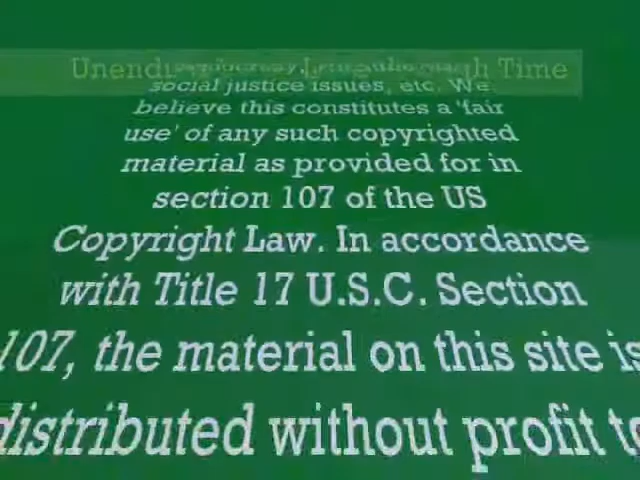 Unendi Time
social justice issues, etc. We
believe this constitutes a 'fair
use' of any such copyrighted
material as provided for in
section 107 of the US
Copyright Law. In accordance
with Title 17 U.S.C. Section
107, the material on this site is
distributed without profit to